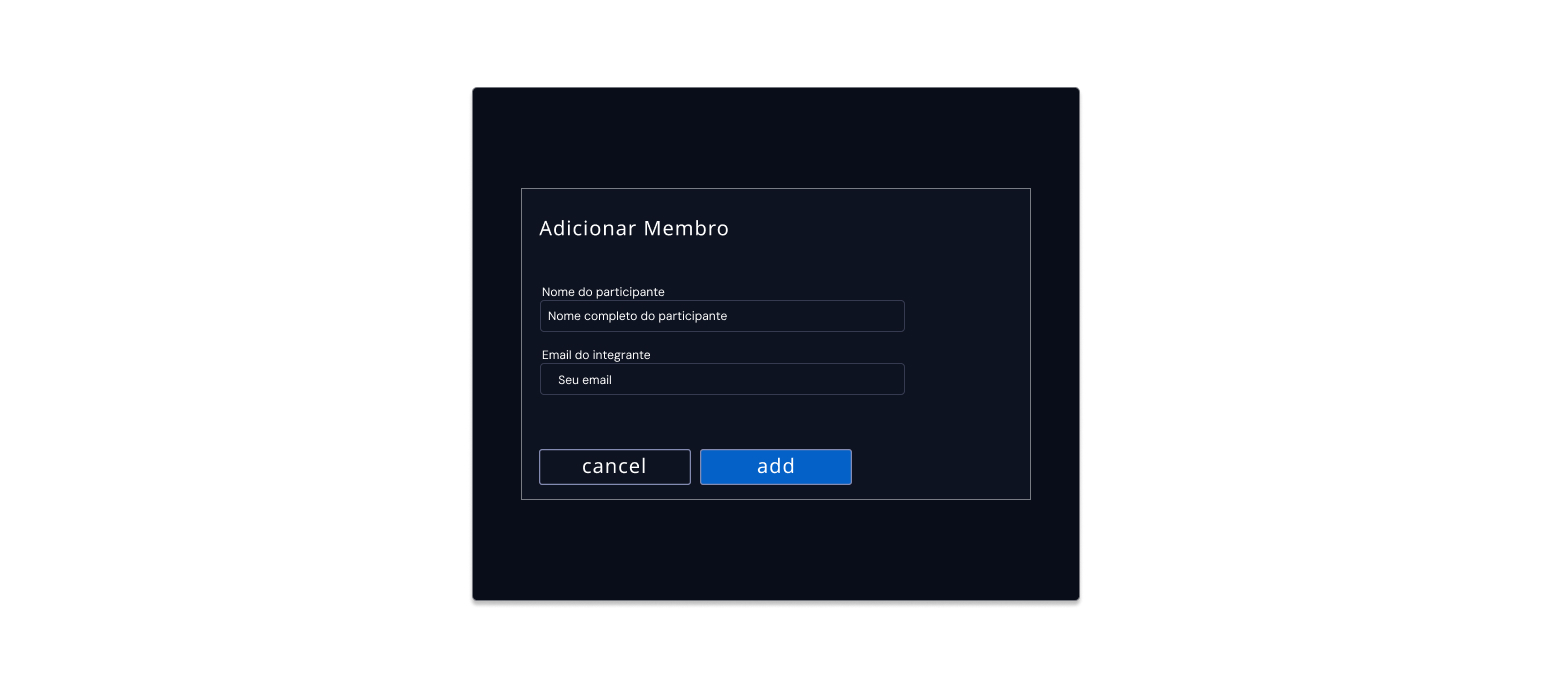 Adicionar Membro
Nome do participante
Nome completo do participante
Email do integrante
Seu email
cancel
add